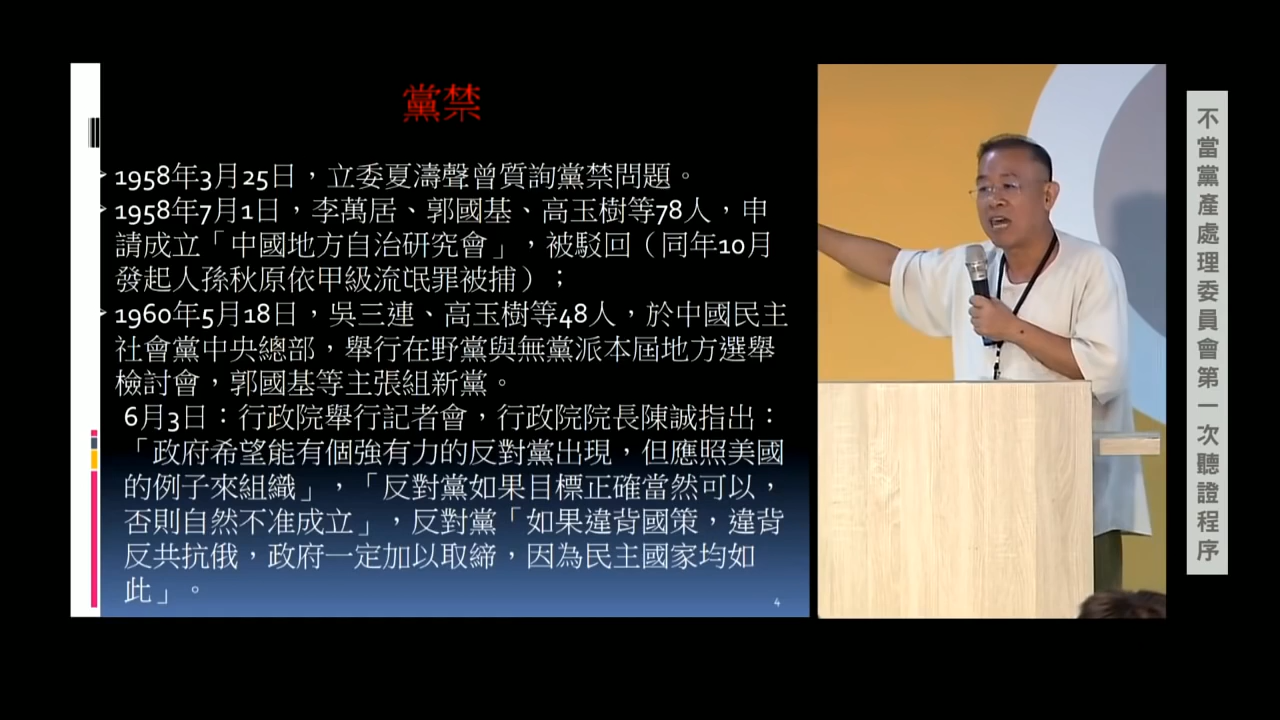 黨禁
1958年3月25日，立委夏濤聲曾質詢黨禁問題。
1958年7月1日，李萬居、郭國基、高玉樹等78人，申
請成立「中國地方自治研究會」，被駁回（同年10月
發起人孫秋原依甲級流氓罪被捕）；
1960年5月18日，吳三連、高玉樹等48人，於中國民主
社會黨中央總部，舉行在野黨與無黨派本屆地方選舉
檢討會，郭國基等主張組新黨。
6月3日：行政院舉行記者會，行政院院長陳誠指出：
「政府希望能有個強有力的反對黨出現，但應照美國
的例子來組織」，「反對黨如果目標正確當然可以，
否則自然不准成立」，反對黨「如果違背國策，違背
反共抗俄，政府一定加以取締，因為民主國家均如
此」。
4
不當黨產處理委員會第一次聽證程序